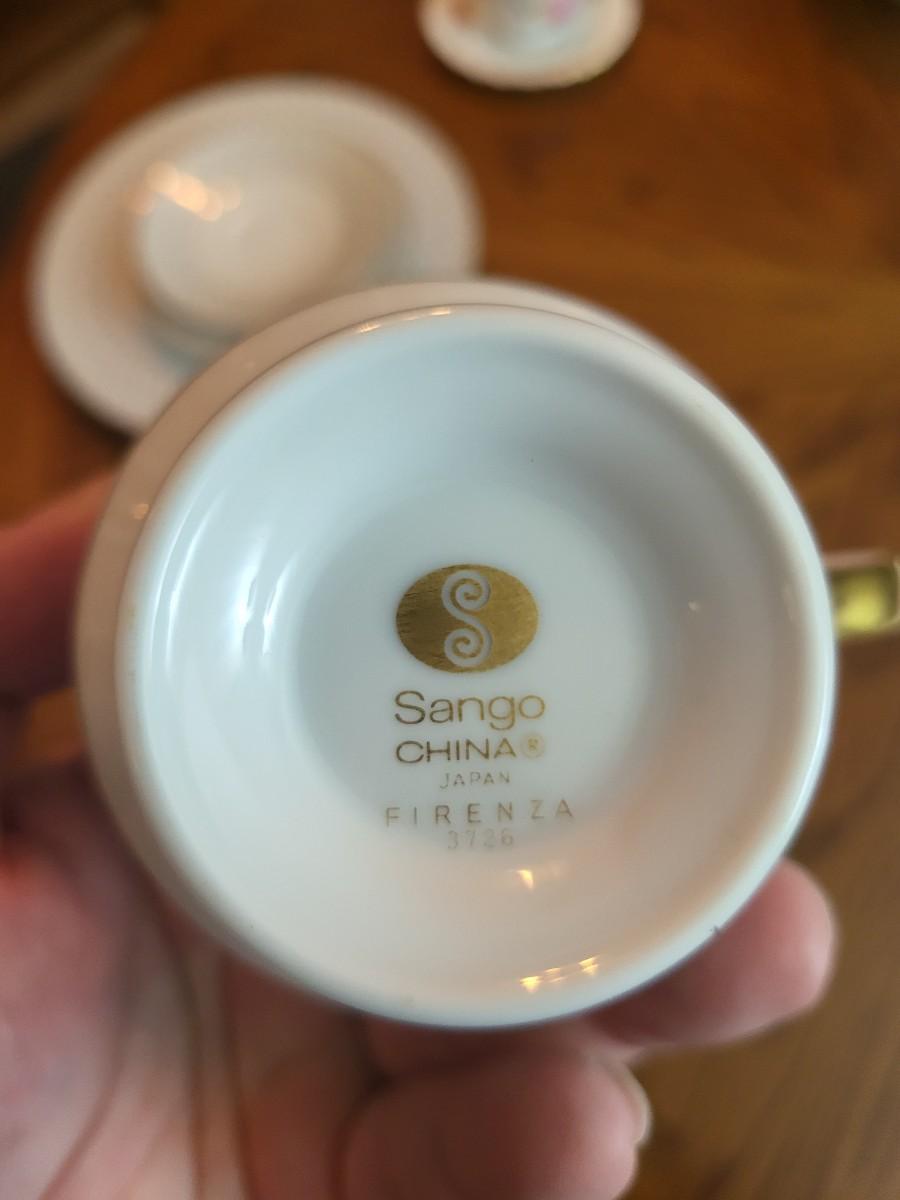 Sango
CHINA®
JAPAN
FIRENZA
3726